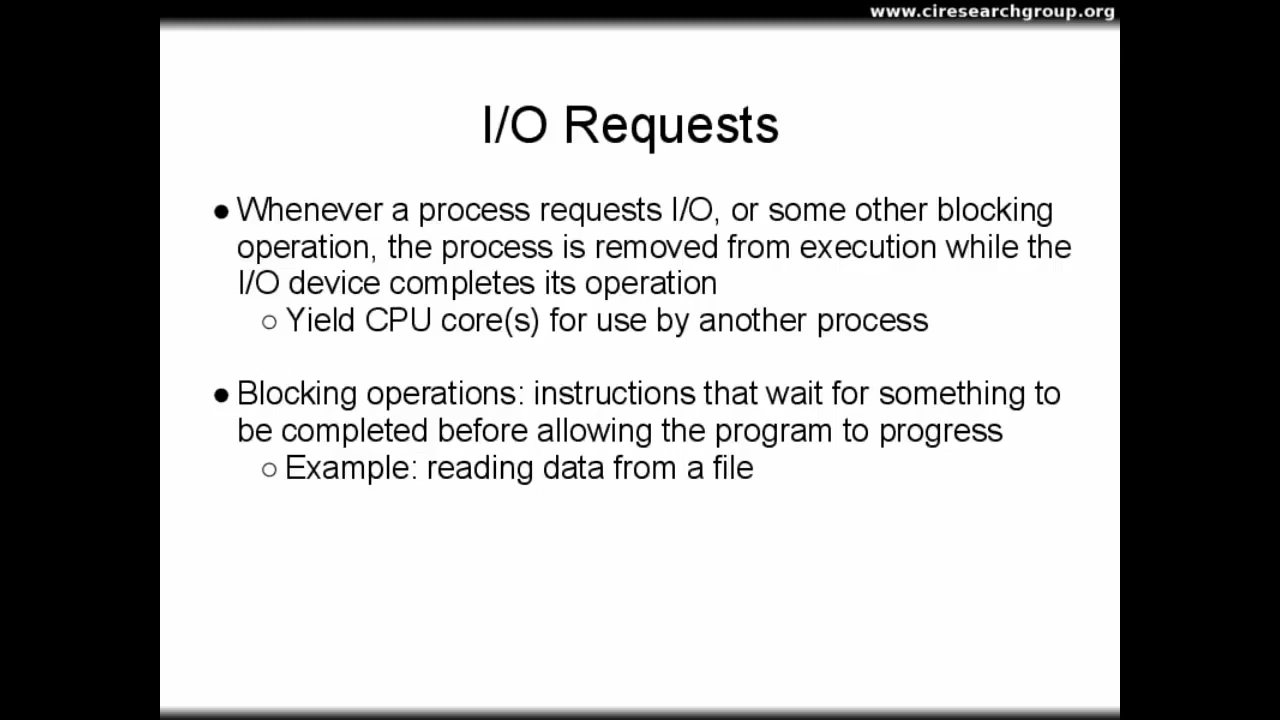 www.ciresearchgroup.org
I/O Requests
● Whenever a process requests I/O, or some other blocking
operation, the process is removed from execution while the
I/O device completes its operation
○ Yield CPU core(s) for use by another process
● Blocking operations: instructions that wait for something to
be completed before allowing the program to progress
○ Example: reading data from a file